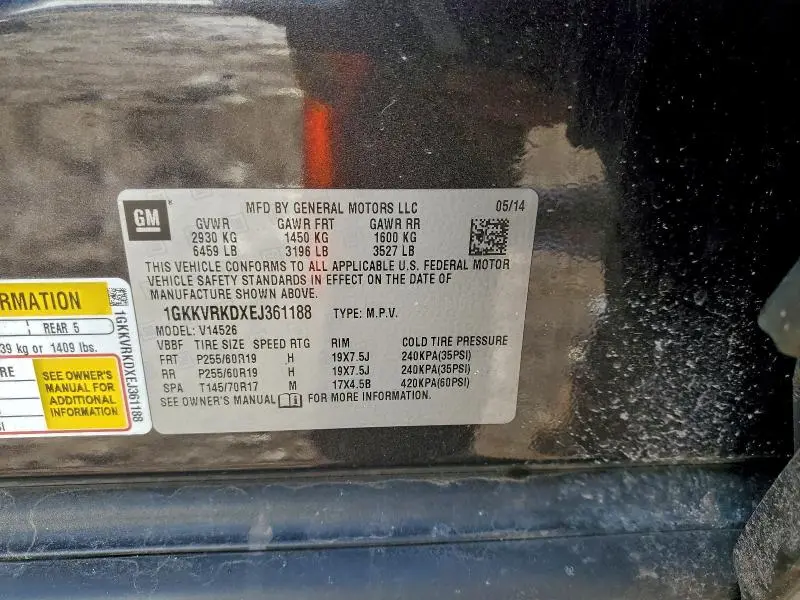 GM
MFD BY GENERAL MOTORS LLC 05/14
GVWR GAWR FRT GAWR RR
2930 KG 1450 KG 1600 KG
6459 LB 3196 LB 3527 LB
THIS VEHICLE CONFORMS TO ALL APPLICABLE U.S. FEDERAL MOTOR
VEHICLE SAFETY STANDARDS IN EFFECT ON THE DATE OF
MANUFACTURE SHOWN ABOVE.
1GKKVRKDXEJ361188 TYPE: M.P.V.
MODEL: V14526
VBBF TIRE SIZE SPEED RTG RIM COLD TIRE PRESSURE
FRT P255/60R19 H 19X7.5J 240KPA(35PSI)
RR P255/60R19 H 19X7.5J 240KPA(35PSI)
SPA T145/70R17 M 17X4.5B 420KPA(60PSI)
SEE OWNER'S MANUAL FOR MORE INFORMATION.
RMATION
REAR 5
39 kg or 1409 lbs.
RE
SEE OWNER'S
MANUAL FOR
ADDITIONAL
INFORMATION
1GKKVRKDXEJ361188